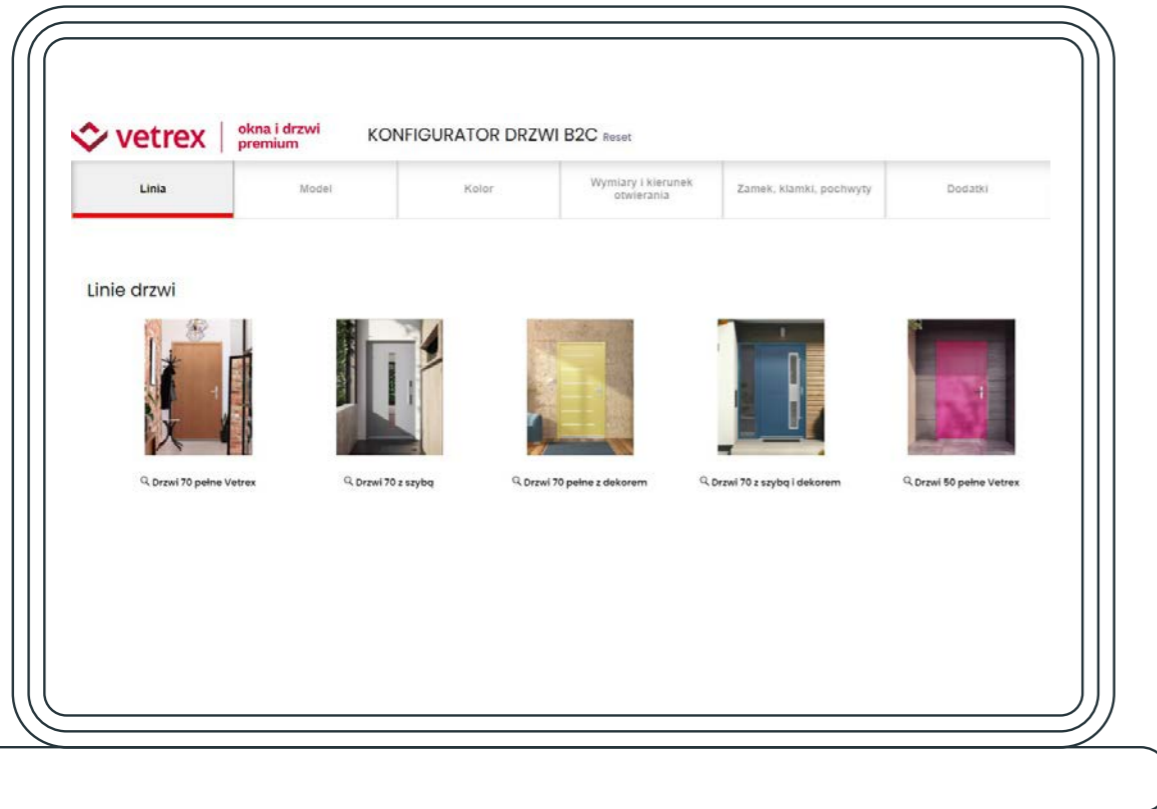 vetrex
okna i drzwi
premium
KONFIGURATOR DRZWI B2C Reset
Linia
Model
Kolor
Wymiary i kierunek
otwierania
Zamek, klamki, pochwyty
Dodatki
Linie drzwi
Drzwi 70 pełne Vetrex
Drzwi 70 z szybą
Drzwi 70 pełne z dekorem
Drzwi 70 z szybą i dekorem
Drzwi 50 pełne Vetrex